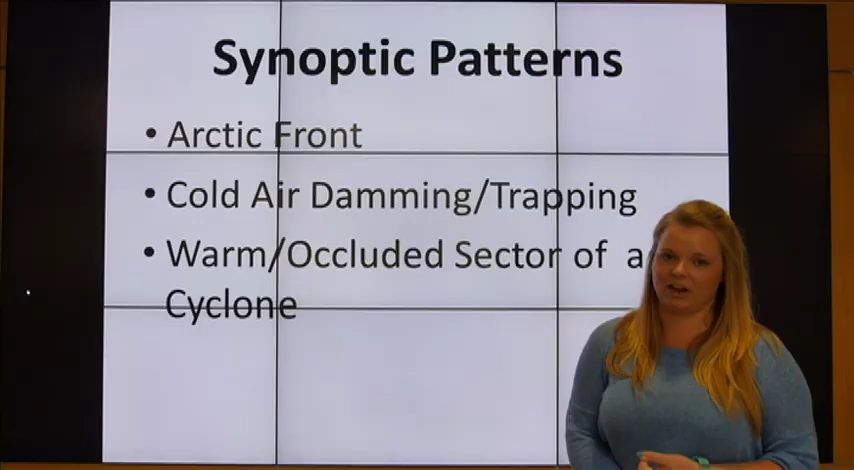 Synoptic Patterns
• Arctic Front
• Cold Air Damming/Trapping
• Warm/Occluded Sector of a
Cyclone